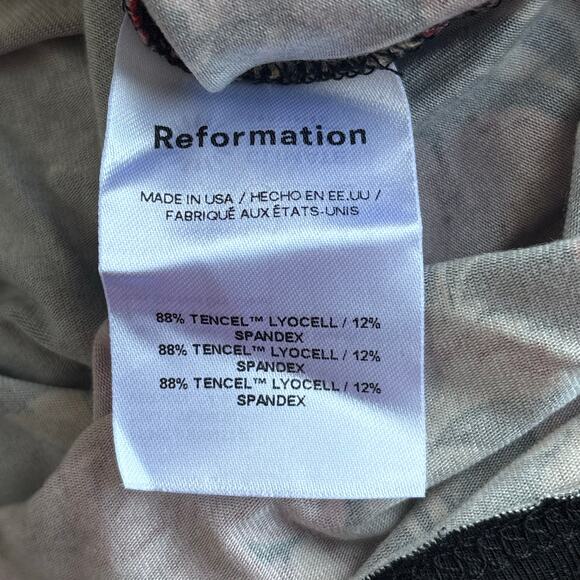 Reformation
MADE IN USA / HECHO EN EE.UU /
FABRIQUÉ AUX ÉTATS-UNIS
88% TENCEL™ LYOCELL / 12%
SPANDEX
88% TENCEL™ LYOCELL / 12%
SPANDEX
88% TENCEL™ LYOCELL / 12%
SPANDEX